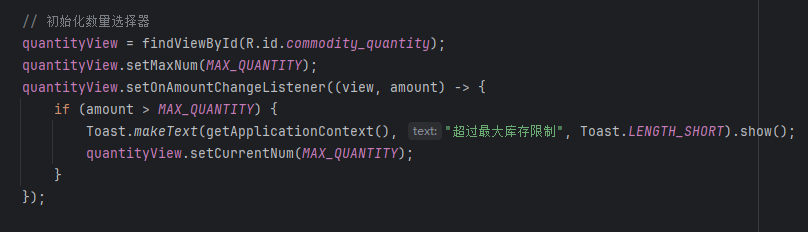 // 初始化数量选择器
quantityView = findViewById(R.id.commodity_quantity);
quantityView.setMaxNum(MAX_QUANTITY);
quantityView.setOnAmountChangeListener((view, amount) -> {
    if (amount > MAX_QUANTITY) {
        Toast.makeText(getApplicationContext(), text: "超过最大库存限制", Toast.LENGTH_SHORT).show();
        quantityView.setCurrentNum(MAX_QUANTITY);
    }
});